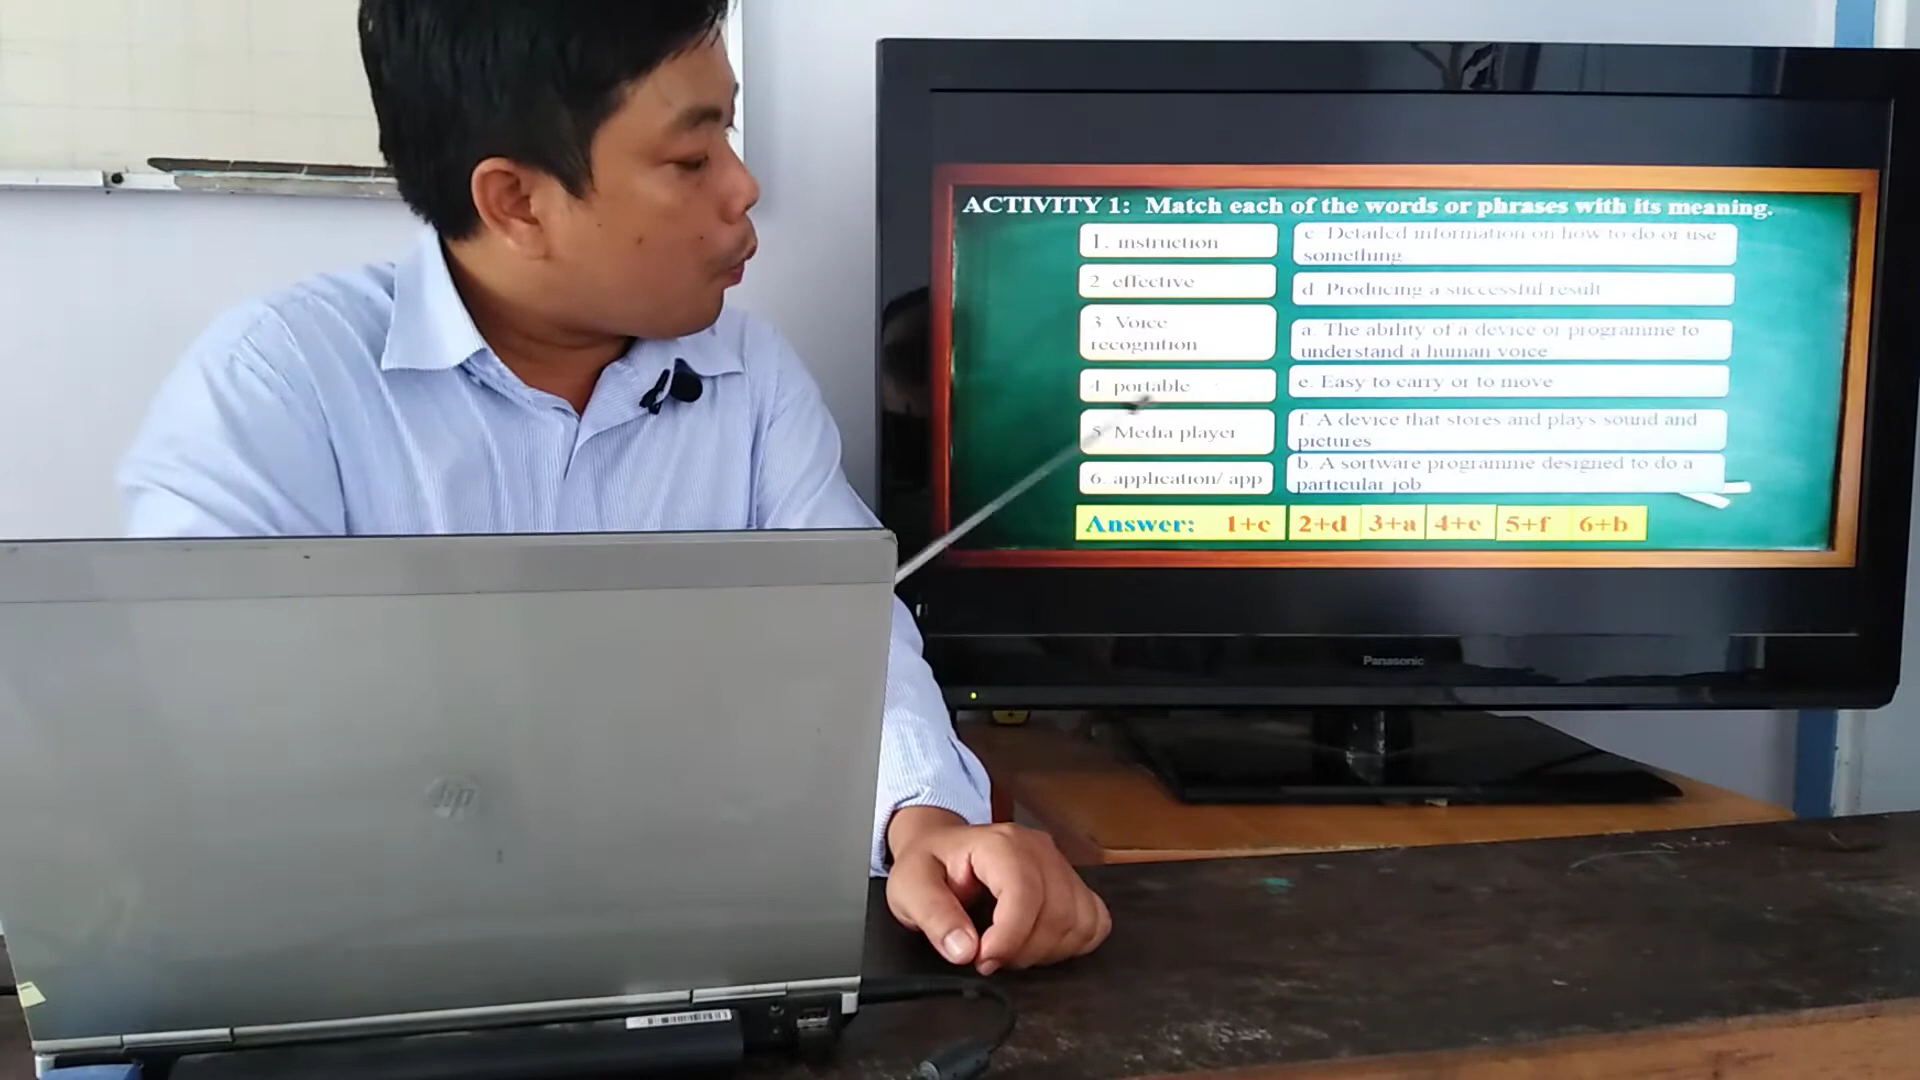 ACTIVITY 1: Match each of the words or phrases with its meaning.
1. instruction
c. Detailed information on how to do or use
something
2. effective
d. Producing a successful result
3. Voice
recognition
a. The ability of a device or programme to
understand a human voice
4. portable
e. Easy to carry or to move
5. Media player
f. A device that stores and plays sound and
pictures
6. application/ app
b. A sortware programme designed to do a
particular job
Answer: 1+c 2+d 3+a 4+e 5+f 6+b
Panasonic
hp